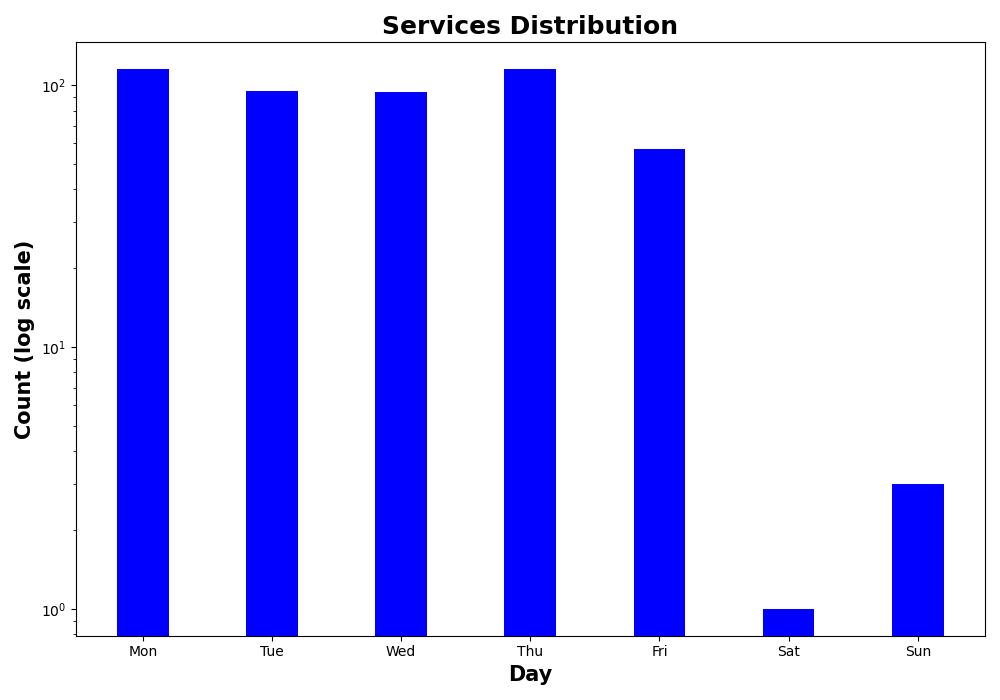 Services Distribution
Count (log scale)
10²
10¹
10⁰
Mon Tue Wed Thu Fri Sat Sun
Day